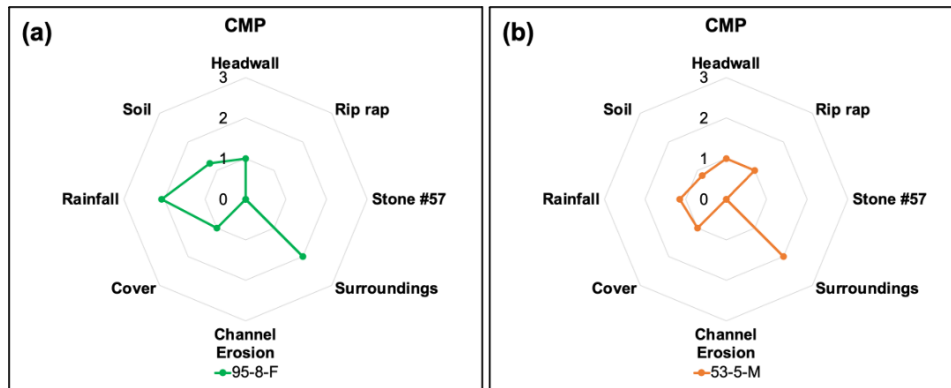 (a)
CMP
Headwall
3
Soil
Rip rap
2
1
Rainfall
0
Stone #57
Cover
Surroundings
Channel
Erosion
95-8-F
(b)
CMP
Headwall
3
Soil
Rip rap
2
1
Rainfall
0
Stone #57
Cover
Surroundings
Channel
Erosion
53-5-M